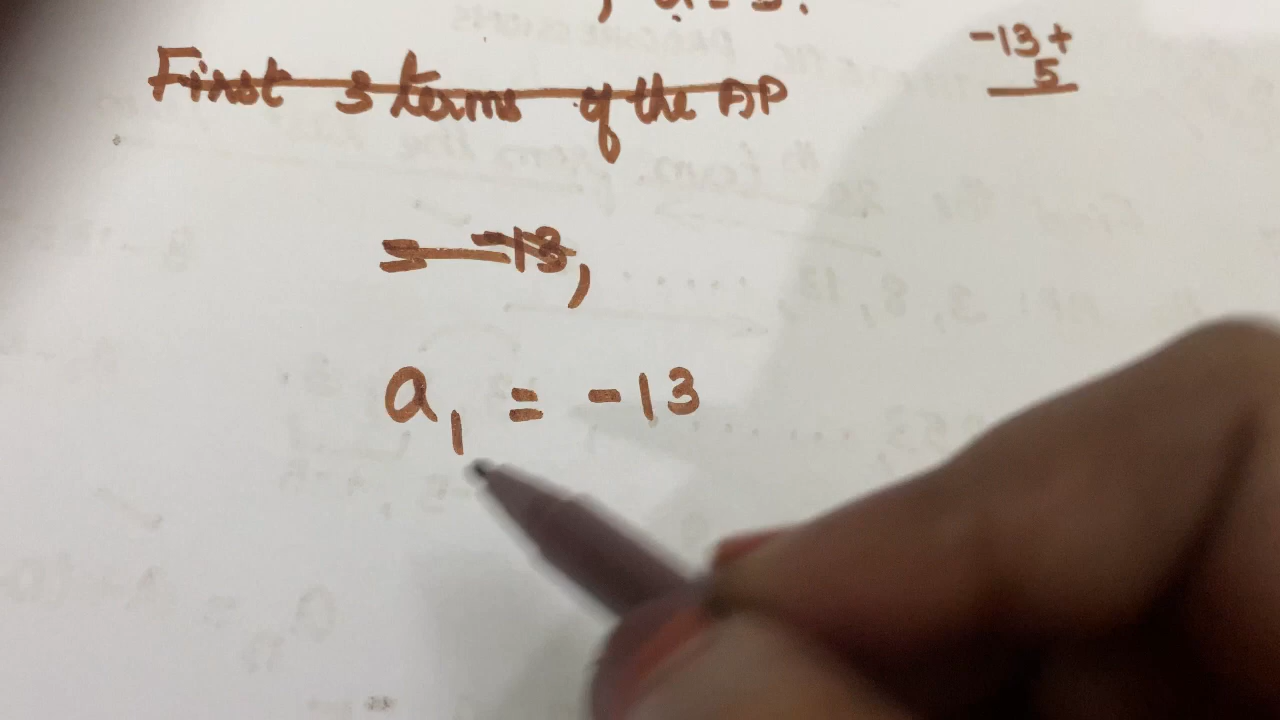 -13+
5
First 3 terms of the AP
= -13,
a₁ = -13